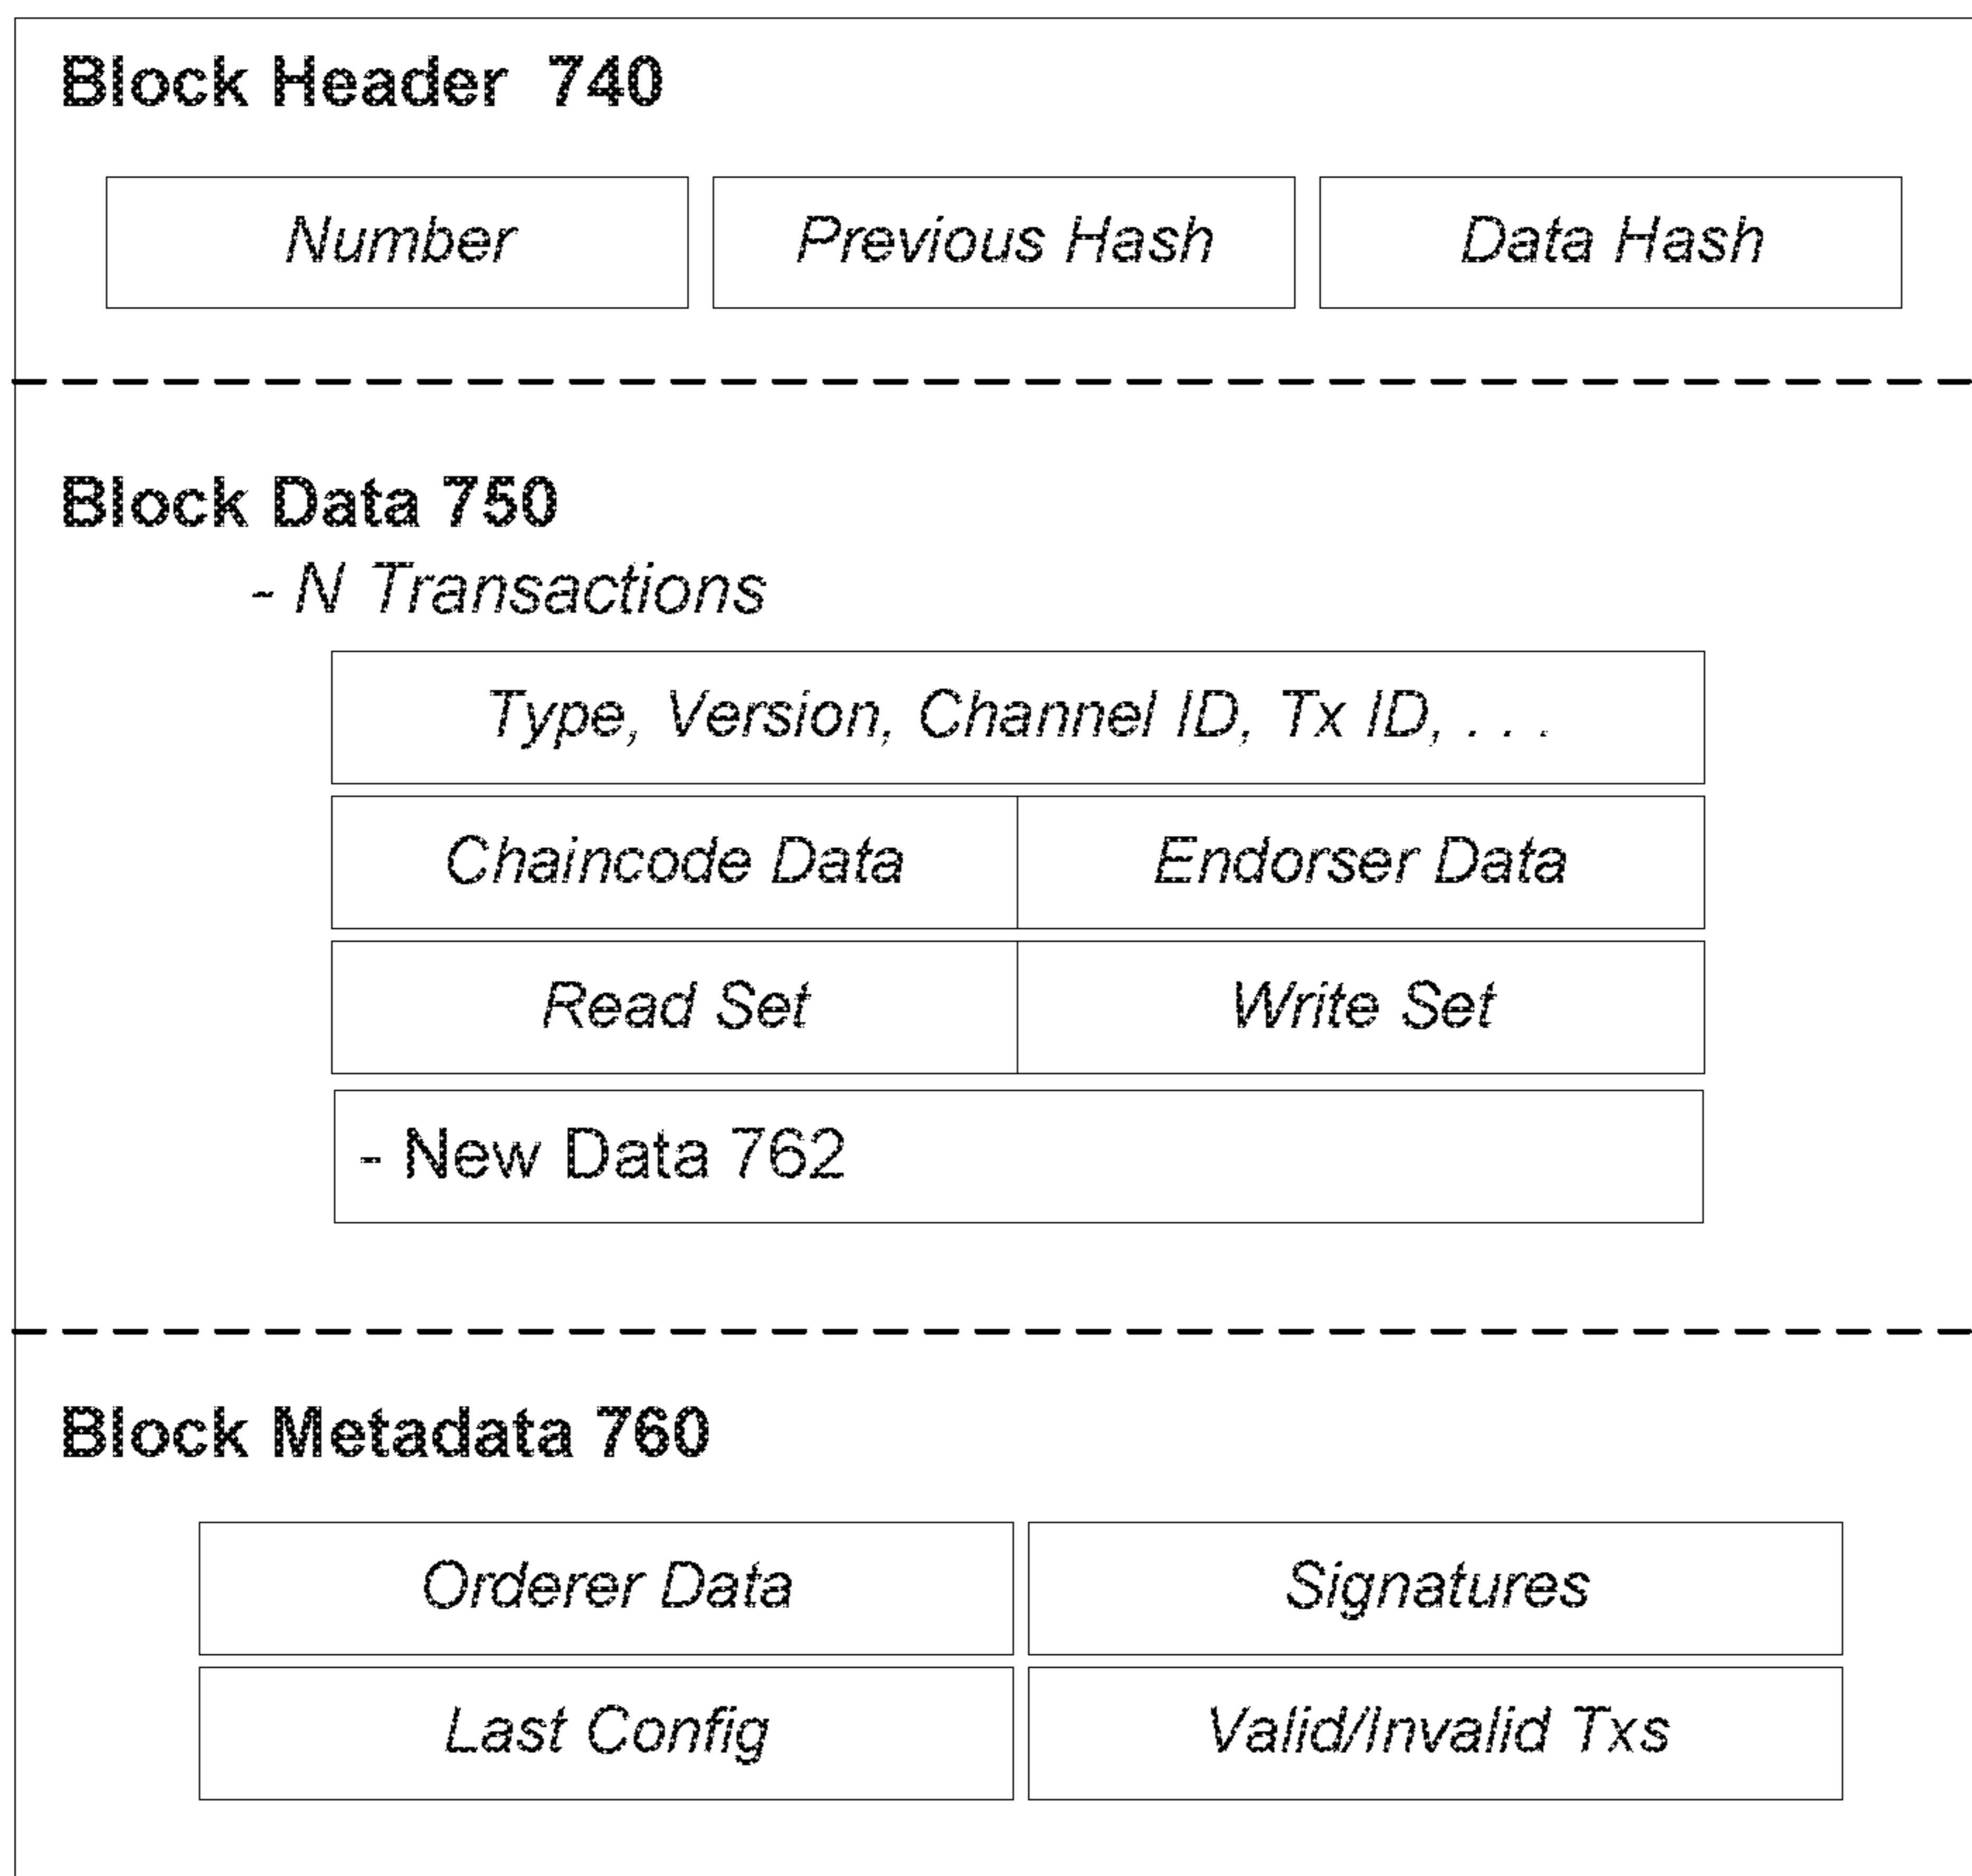 Block Header 740
Number Previous Hash Data Hash
Block Data 750
- N Transactions
Type, Version, Channel ID, Tx ID, . . .
Chaincode Data Endorser Data
Read Set Write Set
- New Data 762
Block Metadata 760
Orderer Data Signatures
Last Config Valid/Invalid Txs